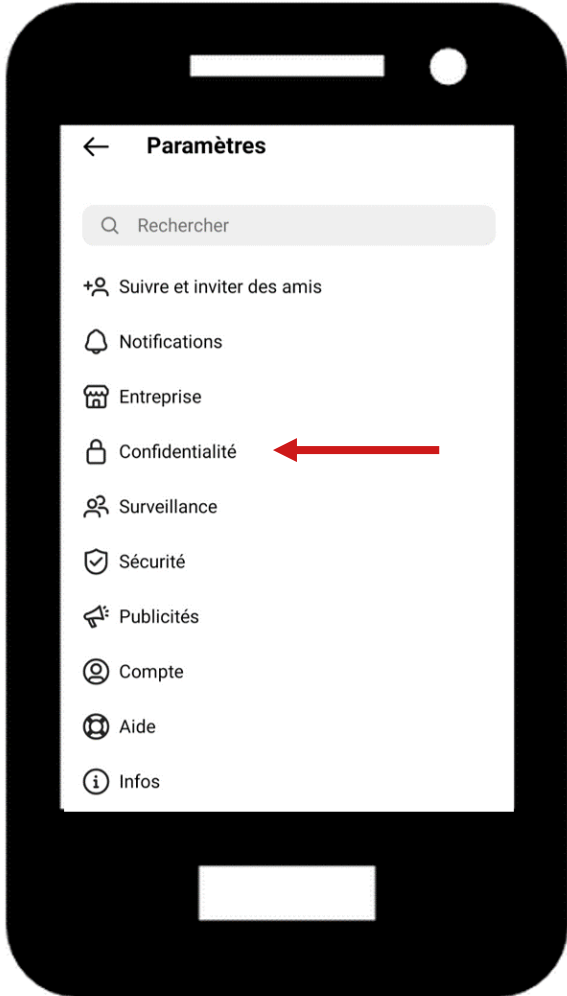 Paramètres
Rechercher
Suivre et inviter des amis
Notifications
Entreprise
Confidentialité
Surveillance
Sécurité
Publicités
Compte
Aide
Infos